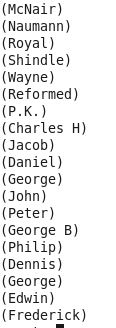 (McNair)
(Naumann)
(Royal)
(Shindle)
(Wayne)
(Reformed)
(P.K.)
(Charles H)
(Jacob)
(Daniel)
(George)
(John)
(Peter)
(George B)
(Philip)
(Dennis)
(George)
(Edwin)
(Frederick)